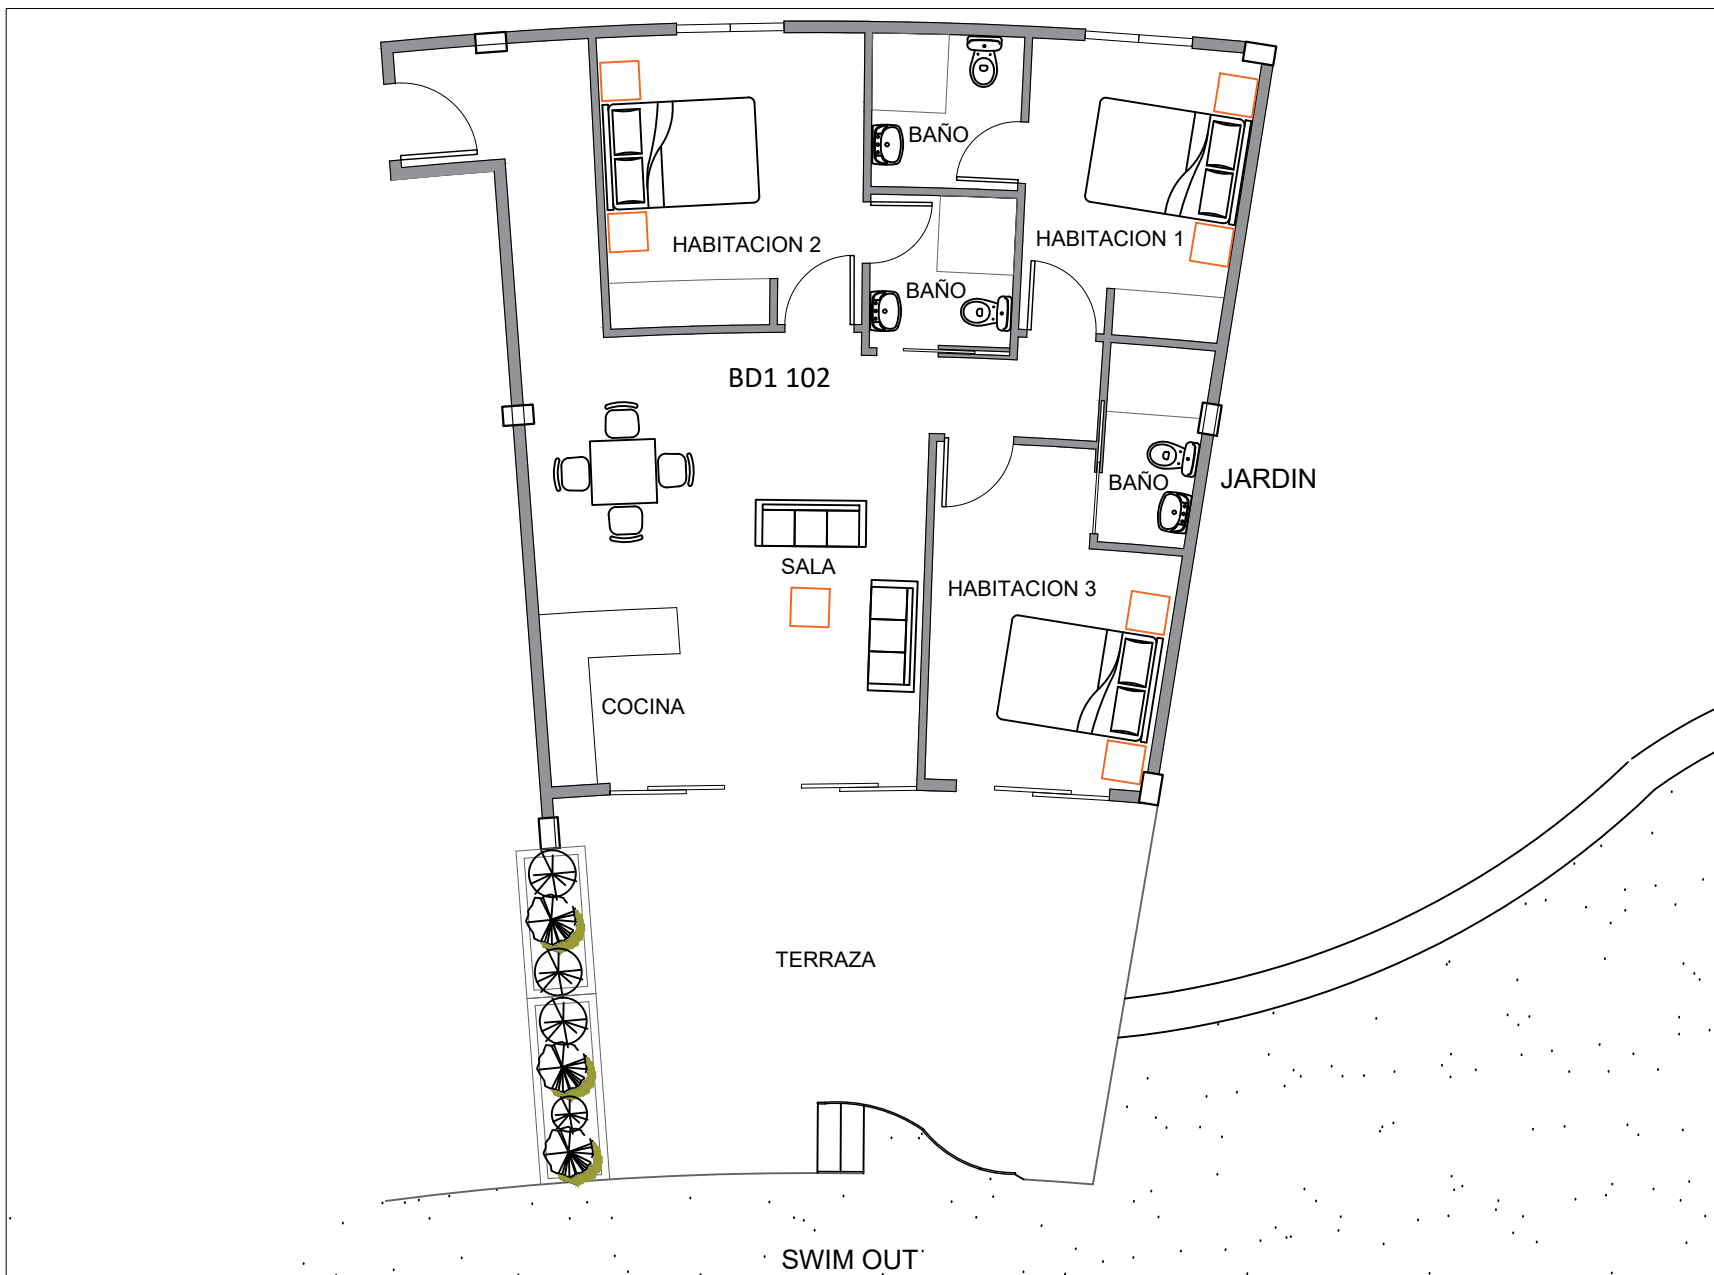 BAÑO
HABITACION 2
HABITACION 1
BAÑO
BD1 102
BAÑO
JARDIN
SALA
HABITACION 3
COCINA
TERRAZA
SWIM OUT